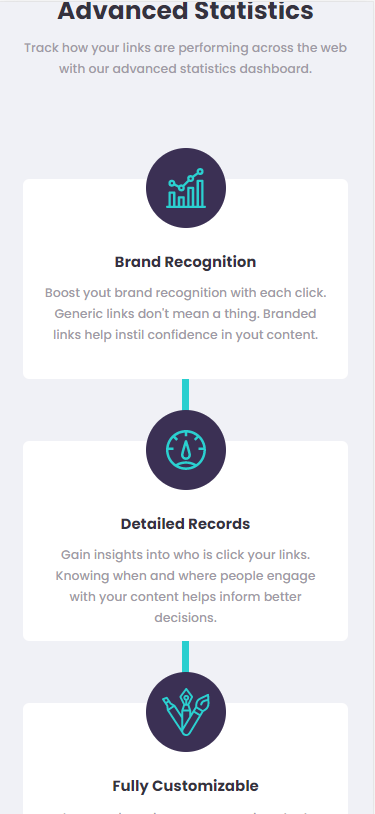 Advanced Statistics
Track how your links are performing across the web
with our advanced statistics dashboard.
Brand Recognition
Boost yout brand recognition with each click.
Generic links don't mean a thing. Branded
links help instil confidence in yout content.
Detailed Records
Gain insights into who is click your links.
Knowing when and where people engage
with your content helps inform better
decisions.
Fully Customizable